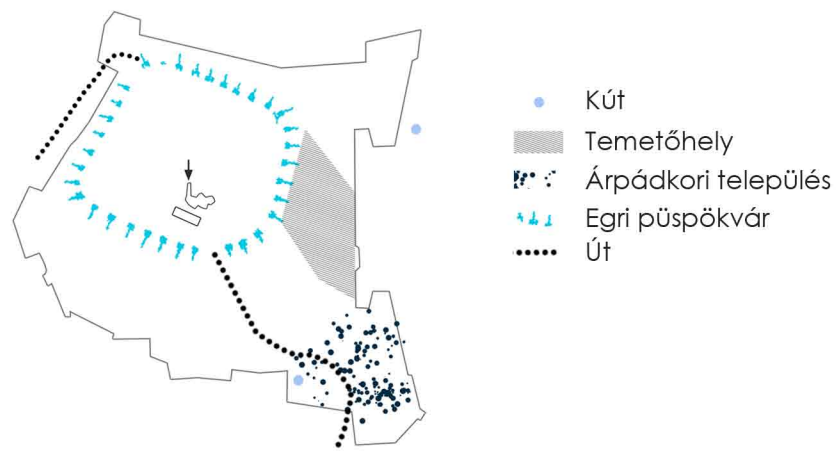 Kút
Temetőhely
Árpádkori település
Egri püspökvár
Út